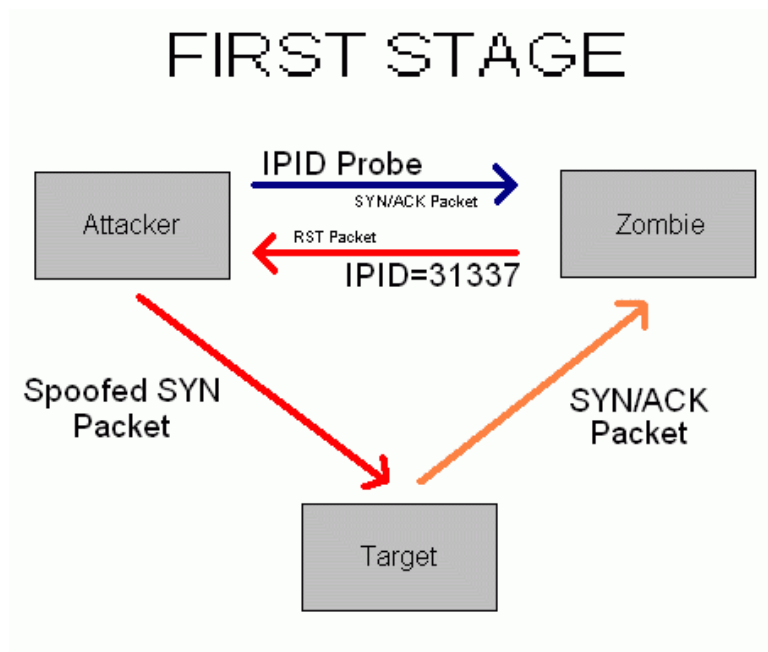 FIRST STAGE
IPID Probe
SYN/ACK Packet
Attacker
Zombie
RST Packet
IPID=31337
Spoofed SYN
Packet
SYN/ACK
Packet
Target